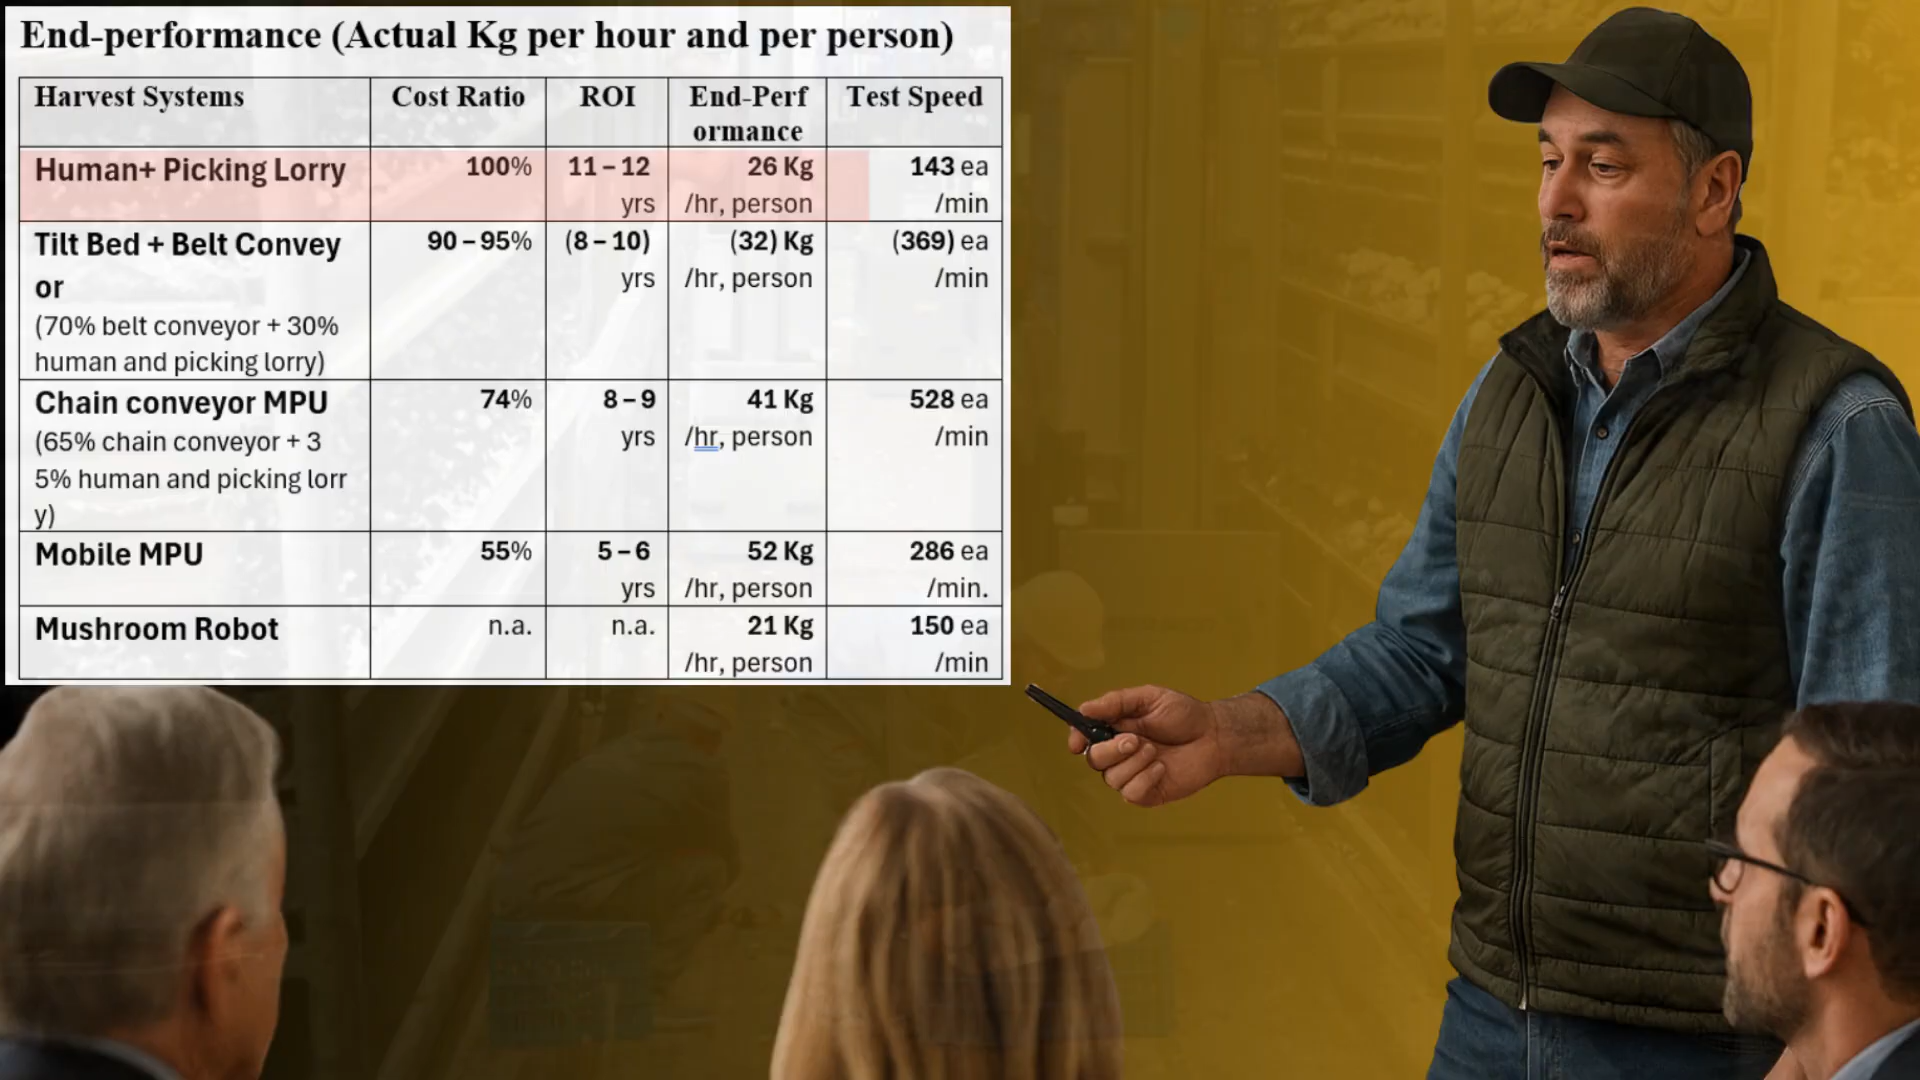 End-performance (Actual Kg per hour and per person)
Harvest Systems Cost Ratio ROI End-Perf ormance Test Speed
Human+ Picking Lorry 100% 11 – 12 yrs 26 Kg /hr, person 143 ea /min
Tilt Bed + Belt Convey
or
(70% belt conveyor + 30%
human and picking lorry)
90 – 95% (8 – 10) yrs (32) Kg /hr, person (369) ea /min
Chain conveyor MPU
(65% chain conveyor + 3
5% human and picking lorr
y)
74% 8 – 9 yrs 41 Kg /hr, person 528 ea /min
Mobile MPU 55% 5 – 6 yrs 52 Kg /hr, person 286 ea /min.
Mushroom Robot n.a. n.a. 21 Kg /hr, person 150 ea /min